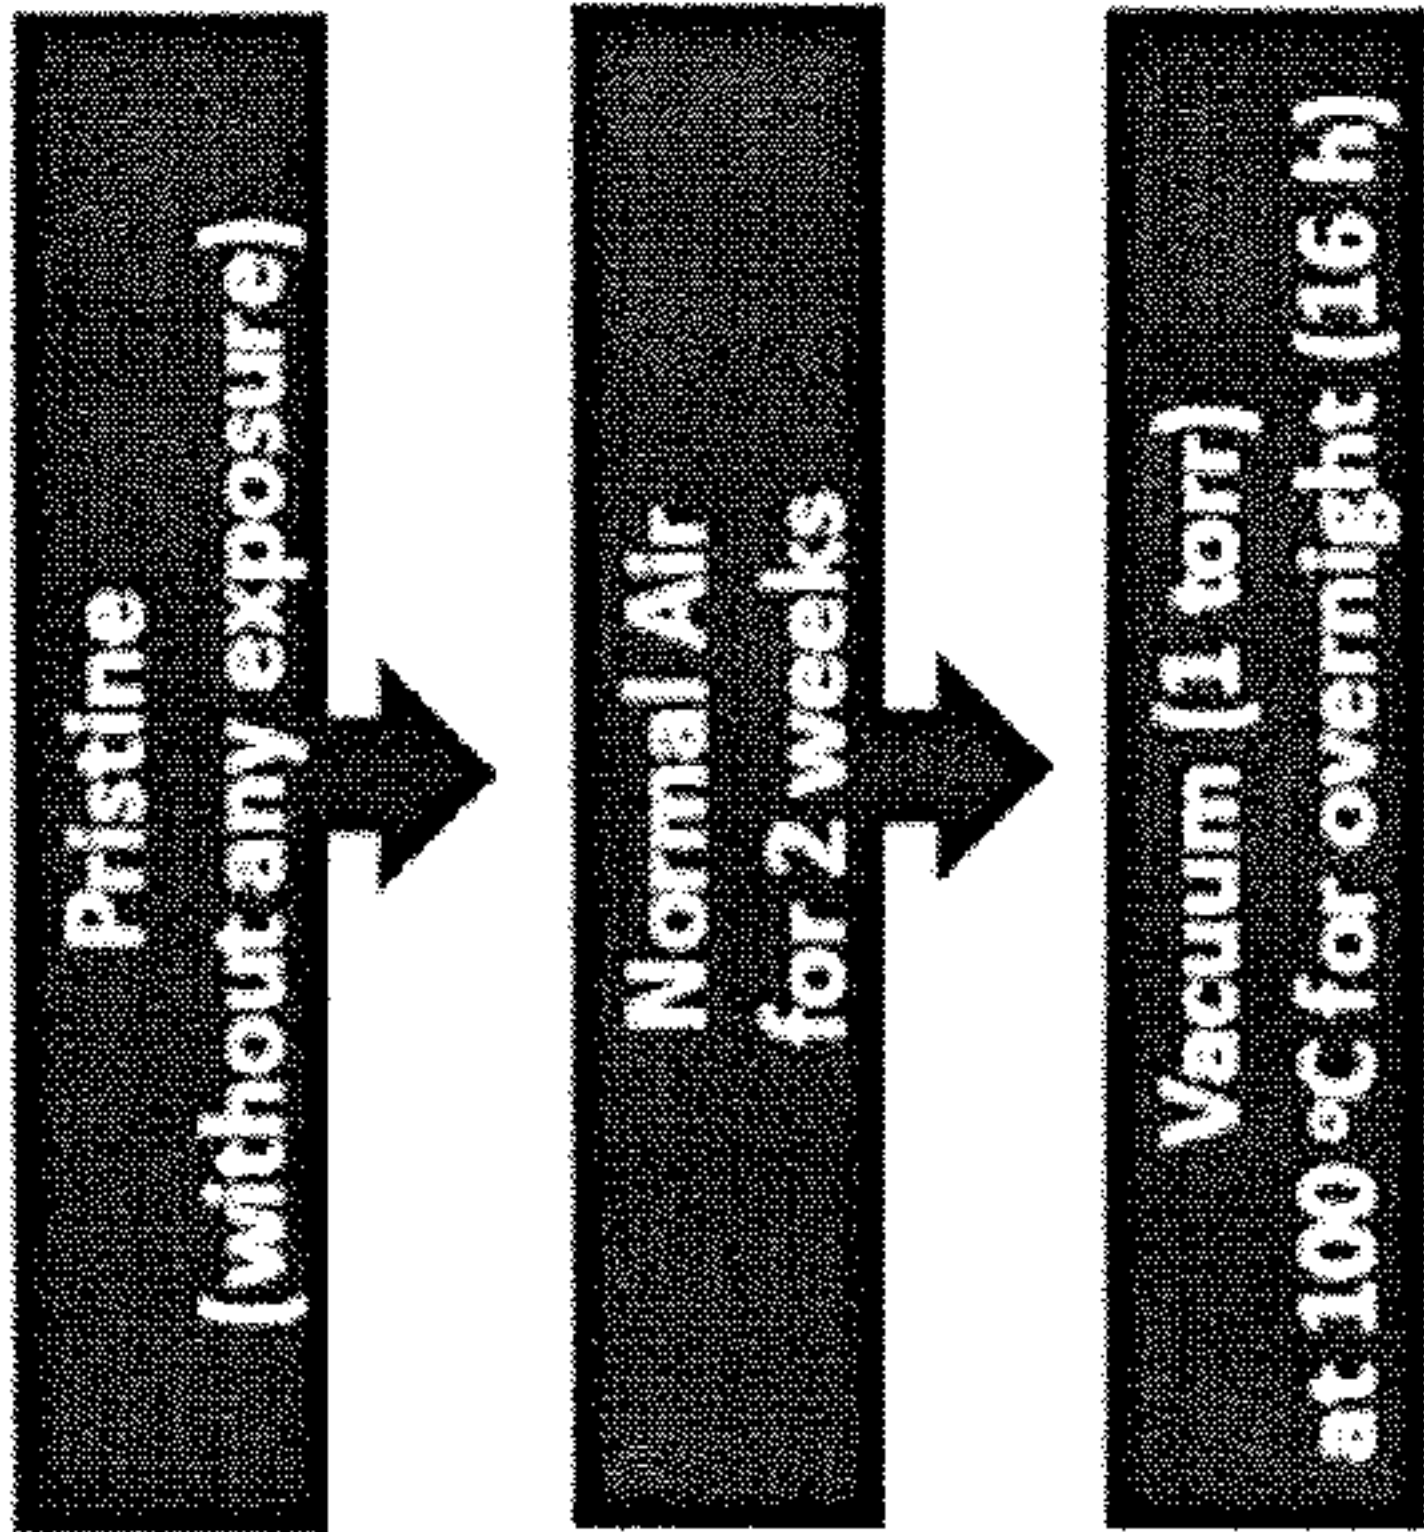 Pristine
(without any exposure)
Normal Air
for 2 weeks
Vacuum (1 torr)
at 100 °C for overnight (16 h)